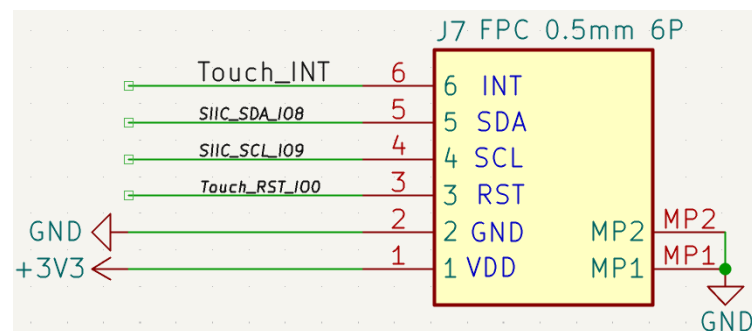 J7 FPC 0.5mm 6P
Touch_INT 6 6 INT
SIIC_SDA_IO8 5 5 SDA
SIIC_SCL_IO9 4 4 SCL
Touch_RST_IO0 3 3 RST
GND 2 2 GND MP2 MP2
+3V3 1 1 VDD MP1 MP1
GND